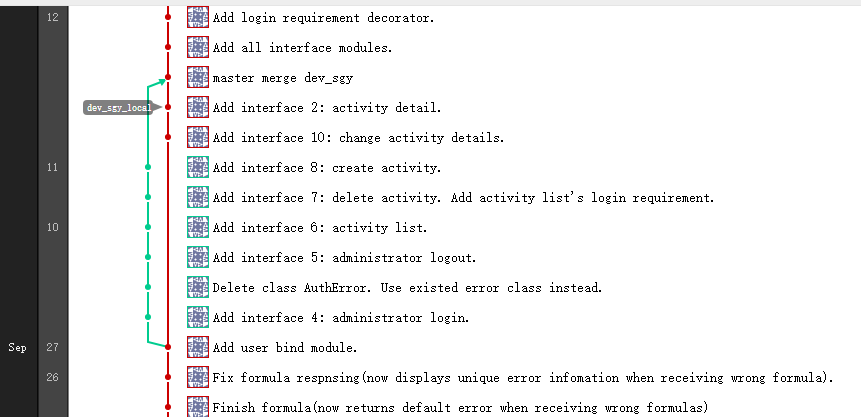 12 Add login requirement decorator.
Add all interface modules.
master merge dev_sgy
dev_sgy_local Add interface 2: activity detail.
Add interface 10: change activity details.
11 Add interface 8: create activity.
Add interface 7: delete activity. Add activity list's login requirement.
10 Add interface 6: activity list.
Add interface 5: administrator logout.
Delete class AuthError. Use existed error class instead.
Add interface 4: administrator login.
Sep 27 Add user bind module.
26 Fix formula respnsing(now displays unique error infomation when receiving wrong formula).
Finish formula(now returns default error when receiving wrong formulas)